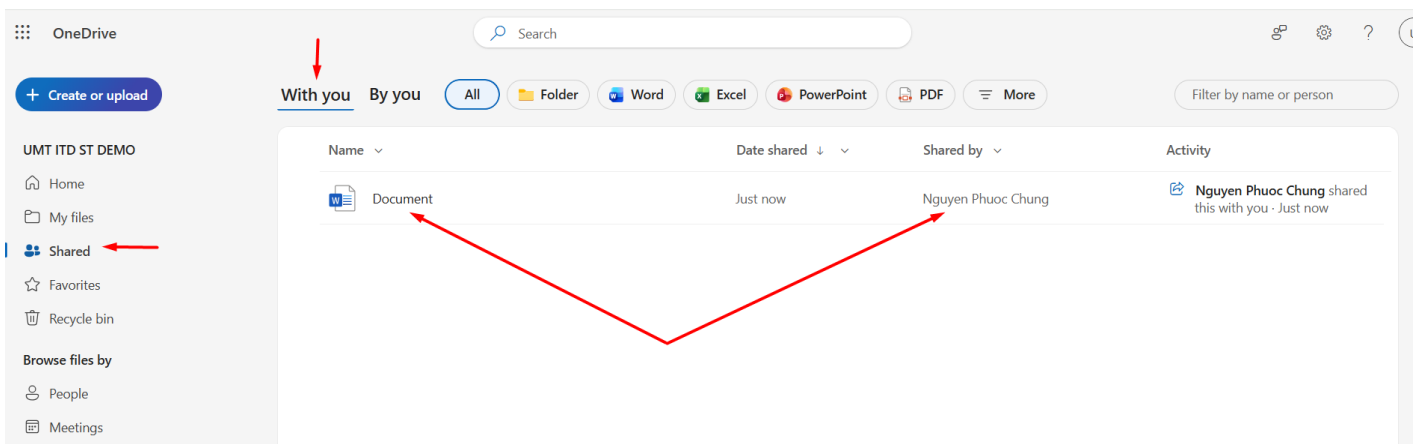 OneDrive
Search
?
+ Create or upload
With you By you All Folder Word Excel PowerPoint PDF More
Filter by name or person
UMT ITD ST DEMO
Home
My files
Shared
Favorites
Recycle bin
Browse files by
People
Meetings
Name Date shared ↓ Shared by Activity
Document Just now Nguyen Phuoc Chung
Nguyen Phuoc Chung shared
this with you · Just now